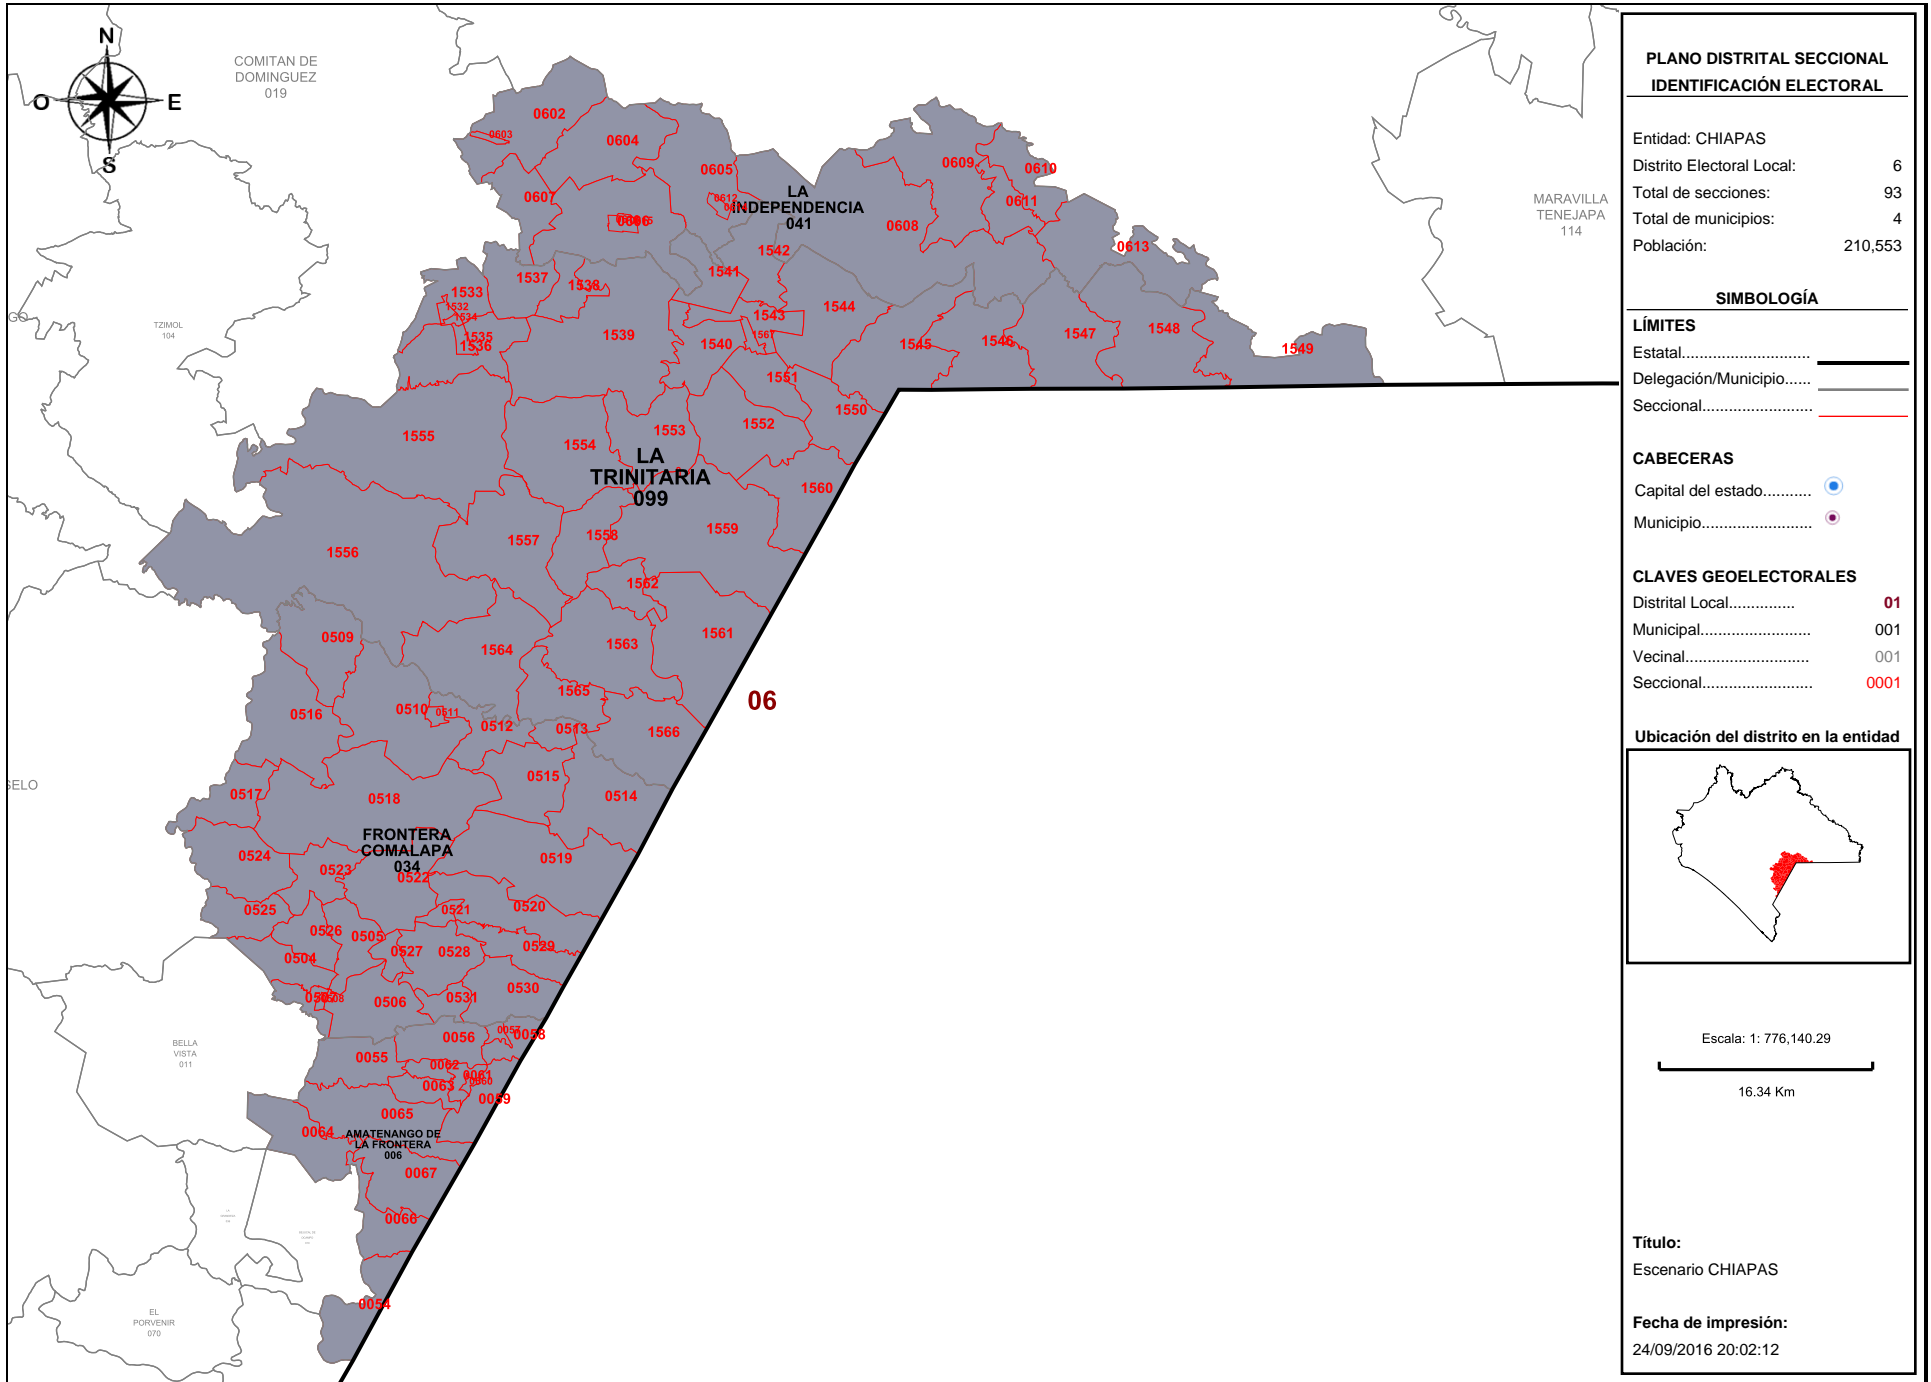 N
O
E
S
COMITAN DE
DOMINGUEZ
019
MARAVILLA
TENEJAPA
114
TZIMOL
104
GO
SELO
BELLA
VISTA
011
EL
PORVENIR
070
LA
INDEPENDENCIA
041
LA
TRINITARIA
099
FRONTERA
COMALAPA
034
AMATENANGO DE
LA FRONTERA
006
06
0602
0603
0604
0605
0607
0606
0612
0608
0609
0610
0611
0613
1542
1541
1537
1538
1533
1532
1534
1535
1536
1539
1540
1543
1567
1544
1545
1546
1547
1548
1549
1551
1550
1552
1553
1554
1555
1560
1559
1558
1557
1556
1562
1561
1563
1564
1565
1566
0509
0516
0510
0511
0512
0513
0515
0514
0517
0518
0519
0524
0523
0522
0525
0521
0520
0526
0505
0527
0528
0529
0504
0507
0508
0506
0531
0530
0056
0057
0058
0055
0062
0061
0060
0063
0059
0065
0064
0067
0066
0054
PLANO DISTRITAL SECCIONAL
IDENTIFICACIÓN ELECTORAL
Entidad: CHIAPAS
Distrito Electoral Local: 6
Total de secciones: 93
Total de municipios: 4
Población: 210,553
SIMBOLOGÍA
LÍMITES
Estatal............................
Delegación/Municipio......
Seccional.........................
CABECERAS
Capital del estado...........
Municipio.........................
CLAVES GEOELECTORALES
Distrital Local............... 01
Municipal......................... 001
Vecinal............................ 001
Seccional......................... 0001
Ubicación del distrito en la entidad
Escala: 1: 776,140.29
16.34 Km
Título:
Escenario CHIAPAS
Fecha de impresión:
24/09/2016 20:02:12